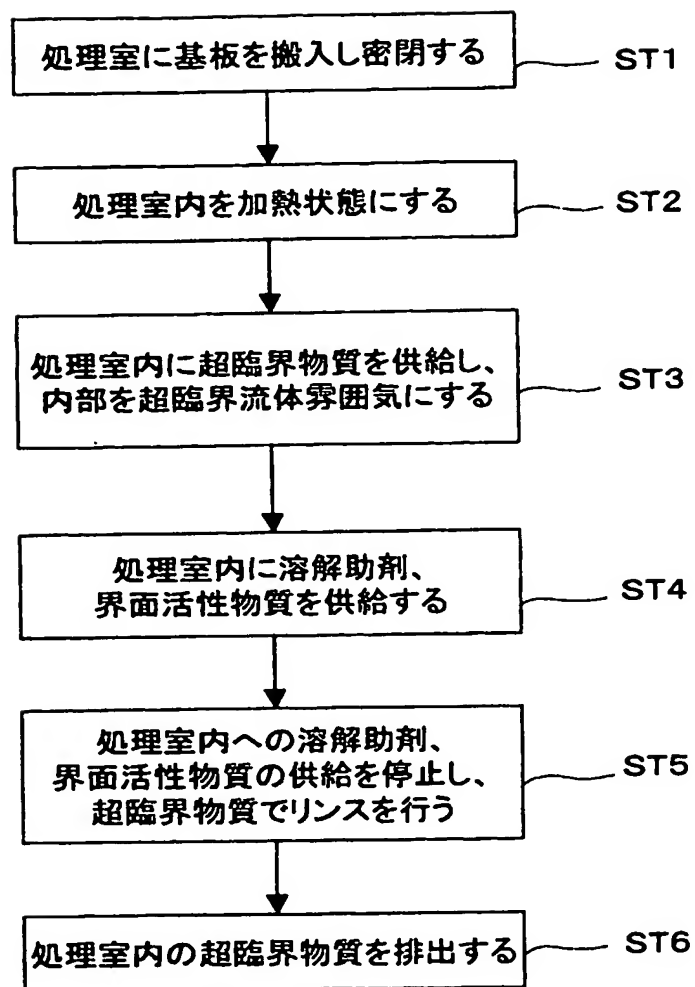 処理室に基板を搬入し密閉する
ST1
処理室内を加熱状態にする
ST2
処理室内に超臨界物質を供給し、
内部を超臨界流体雰囲気にする
ST3
処理室内に溶解助剤、
界面活性物質を供給する
ST4
処理室内への溶解助剤、
界面活性物質の供給を停止し、
超臨界物質でリンスを行う
ST5
処理室内の超臨界物質を排出する
ST6